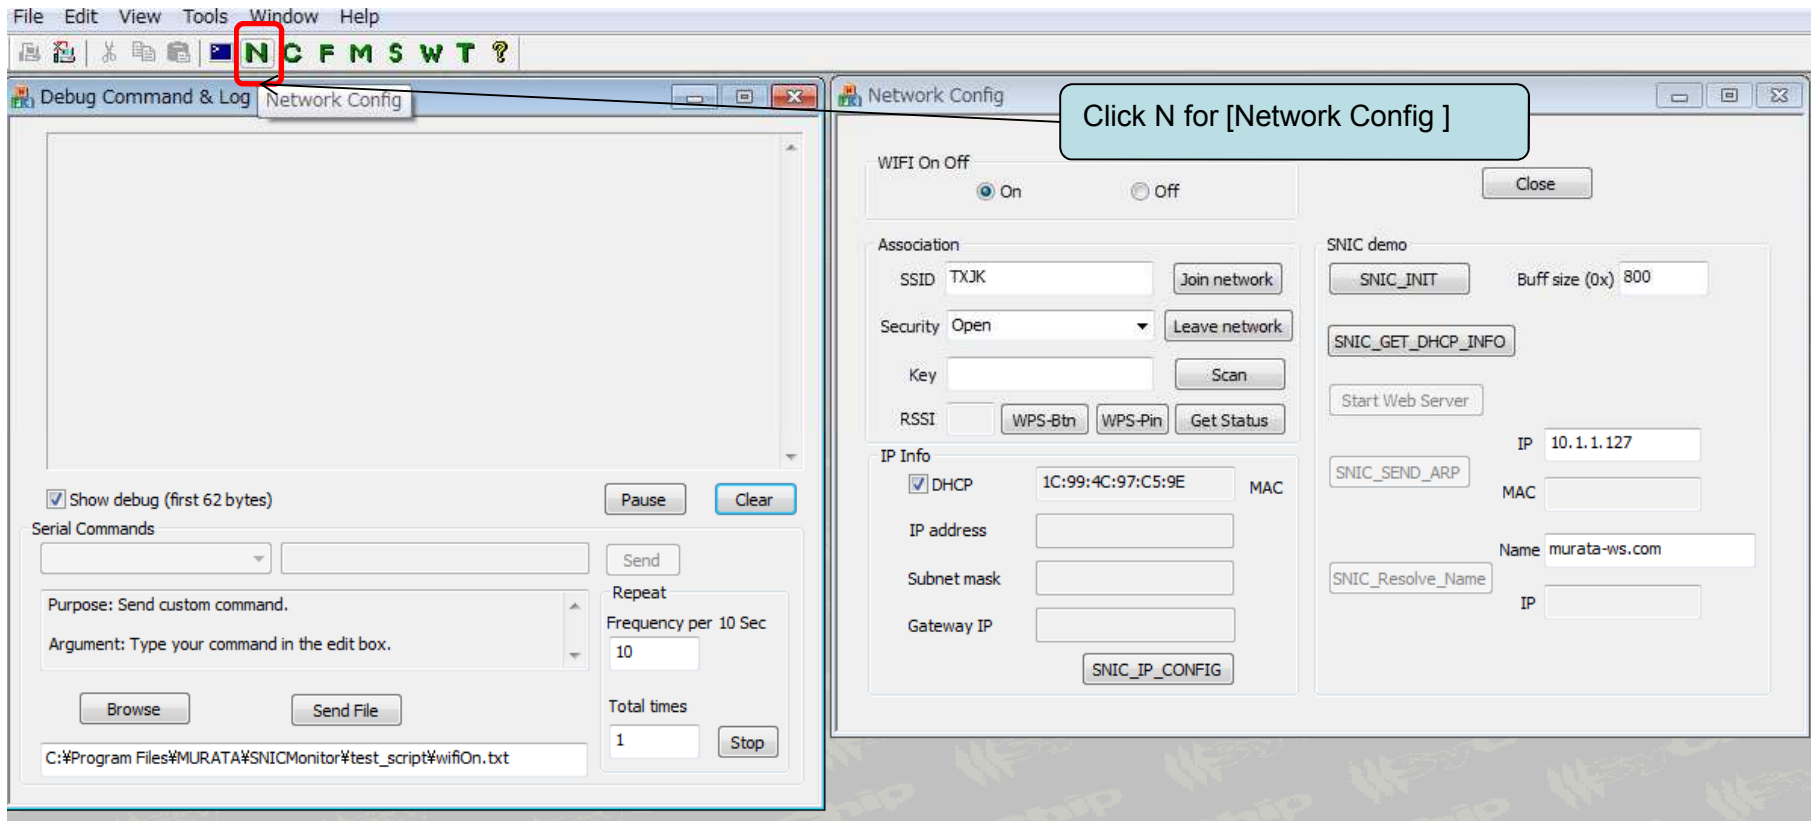 File Edit View Tools Window Help
N C F M S W T ?
Debug Command & Log
Network Config
Network Config
Click N for [Network Config ]
WIFI On Off
On
Off
Close
Association
SSID TXJK
Join network
Security Open
Leave network
Key
Scan
RSSI
WPS-Btn
WPS-Pin
Get Status
IP Info
DHCP
1C:99:4C:97:C5:9E
MAC
IP address
Subnet mask
Gateway IP
SNIC_IP_CONFIG
SNIC demo
SNIC_INIT
Buff size (0x) 800
SNIC_GET_DHCP_INFO
Start Web Server
IP 10.1.1.127
SNIC_SEND_ARP
MAC
Name murata-ws.com
SNIC_Resolve_Name
IP
Show debug (first 62 bytes)
Pause
Clear
Serial Commands
Send
Purpose: Send custom command.
Argument: Type your command in the edit box.
Repeat
Frequency per 10 Sec
10
Total times
1
Stop
Browse
Send File
C:¥Program Files¥MURATA¥SNICMonitor¥test_script¥wifiOn.txt